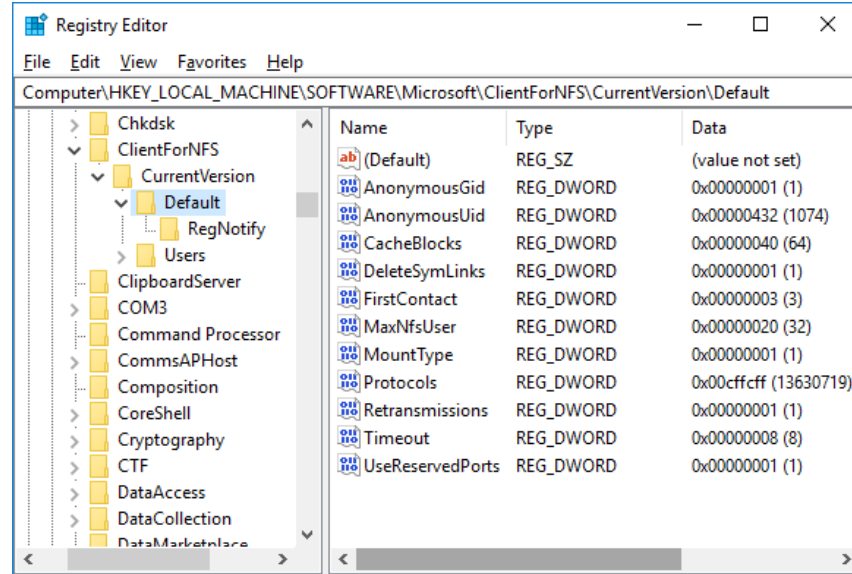 Registry Editor
File Edit View Favorites Help
Computer\HKEY_LOCAL_MACHINE\SOFTWARE\Microsoft\ClientForNFS\CurrentVersion\Default
Chkdsk
ClientForNFS
CurrentVersion
Default
RegNotify
Users
ClipboardServer
COM3
Command Processor
CommsAPHost
Composition
CoreShell
Cryptography
CTF
DataAccess
DataCollection
DataMarketplace
Name Type Data
ab (Default) REG_SZ (value not set)
AnonymousGid REG_DWORD 0x00000001 (1)
AnonymousUid REG_DWORD 0x00000432 (1074)
CacheBlocks REG_DWORD 0x00000040 (64)
DeleteSymLinks REG_DWORD 0x00000001 (1)
FirstContact REG_DWORD 0x00000003 (3)
MaxNfsUser REG_DWORD 0x00000020 (32)
MountType REG_DWORD 0x00000001 (1)
Protocols REG_DWORD 0x00cffcff (13630719)
Retransmissions REG_DWORD 0x00000001 (1)
Timeout REG_DWORD 0x00000008 (8)
UseReservedPorts REG_DWORD 0x00000001 (1)